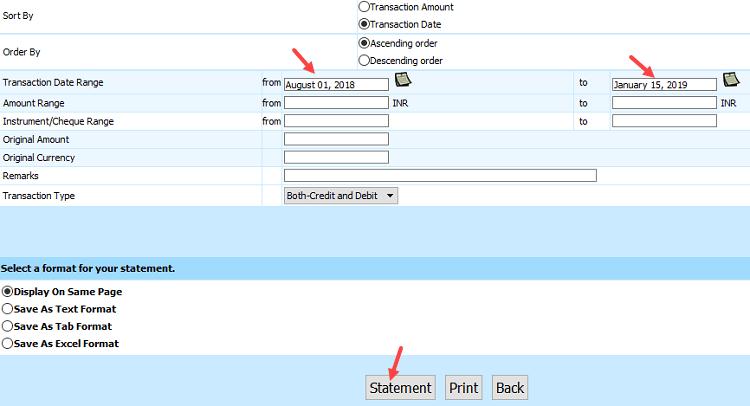 Sort By
Transaction Amount
Transaction Date
Order By
Ascending order
Descending order
Transaction Date Range from August 01, 2018 to January 15, 2019
Amount Range from INR to INR
Instrument/Cheque Range from to
Original Amount
Original Currency
Remarks
Transaction Type Both-Credit and Debit
Select a format for your statement.
Display On Same Page
Save As Text Format
Save As Tab Format
Save As Excel Format
Statement Print Back